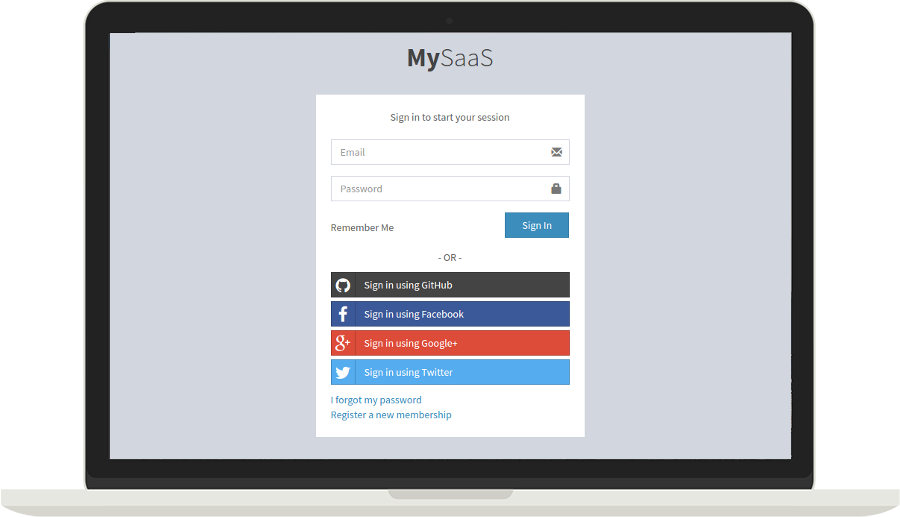 MySaaS
Sign in to start your session
Email
Password
Remember Me
Sign In
- OR -
Sign in using GitHub
Sign in using Facebook
Sign in using Google+
Sign in using Twitter
I forgot my password
Register a new membership